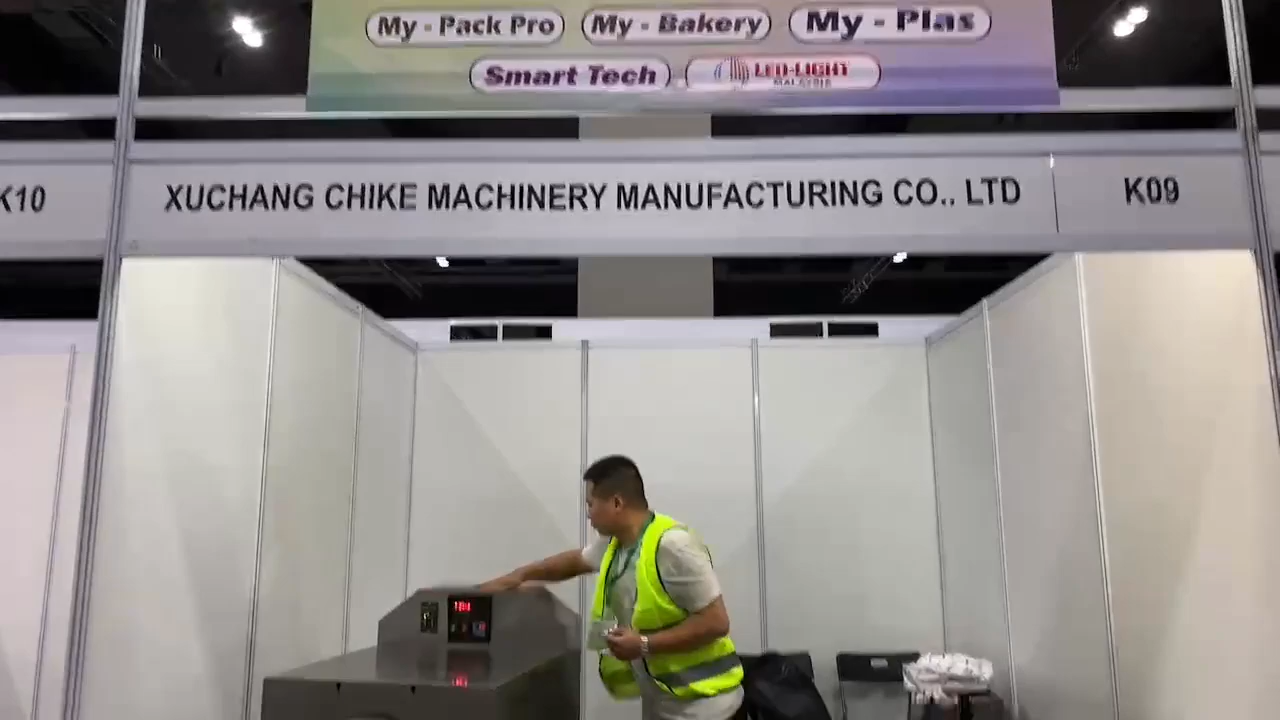 My - Pack Pro My - Bakery My - Plas
Smart Tech LED-LIGHT
MALAYSIA
K10 XUCHANG CHIKE MACHINERY MANUFACTURING CO.. LTD K09